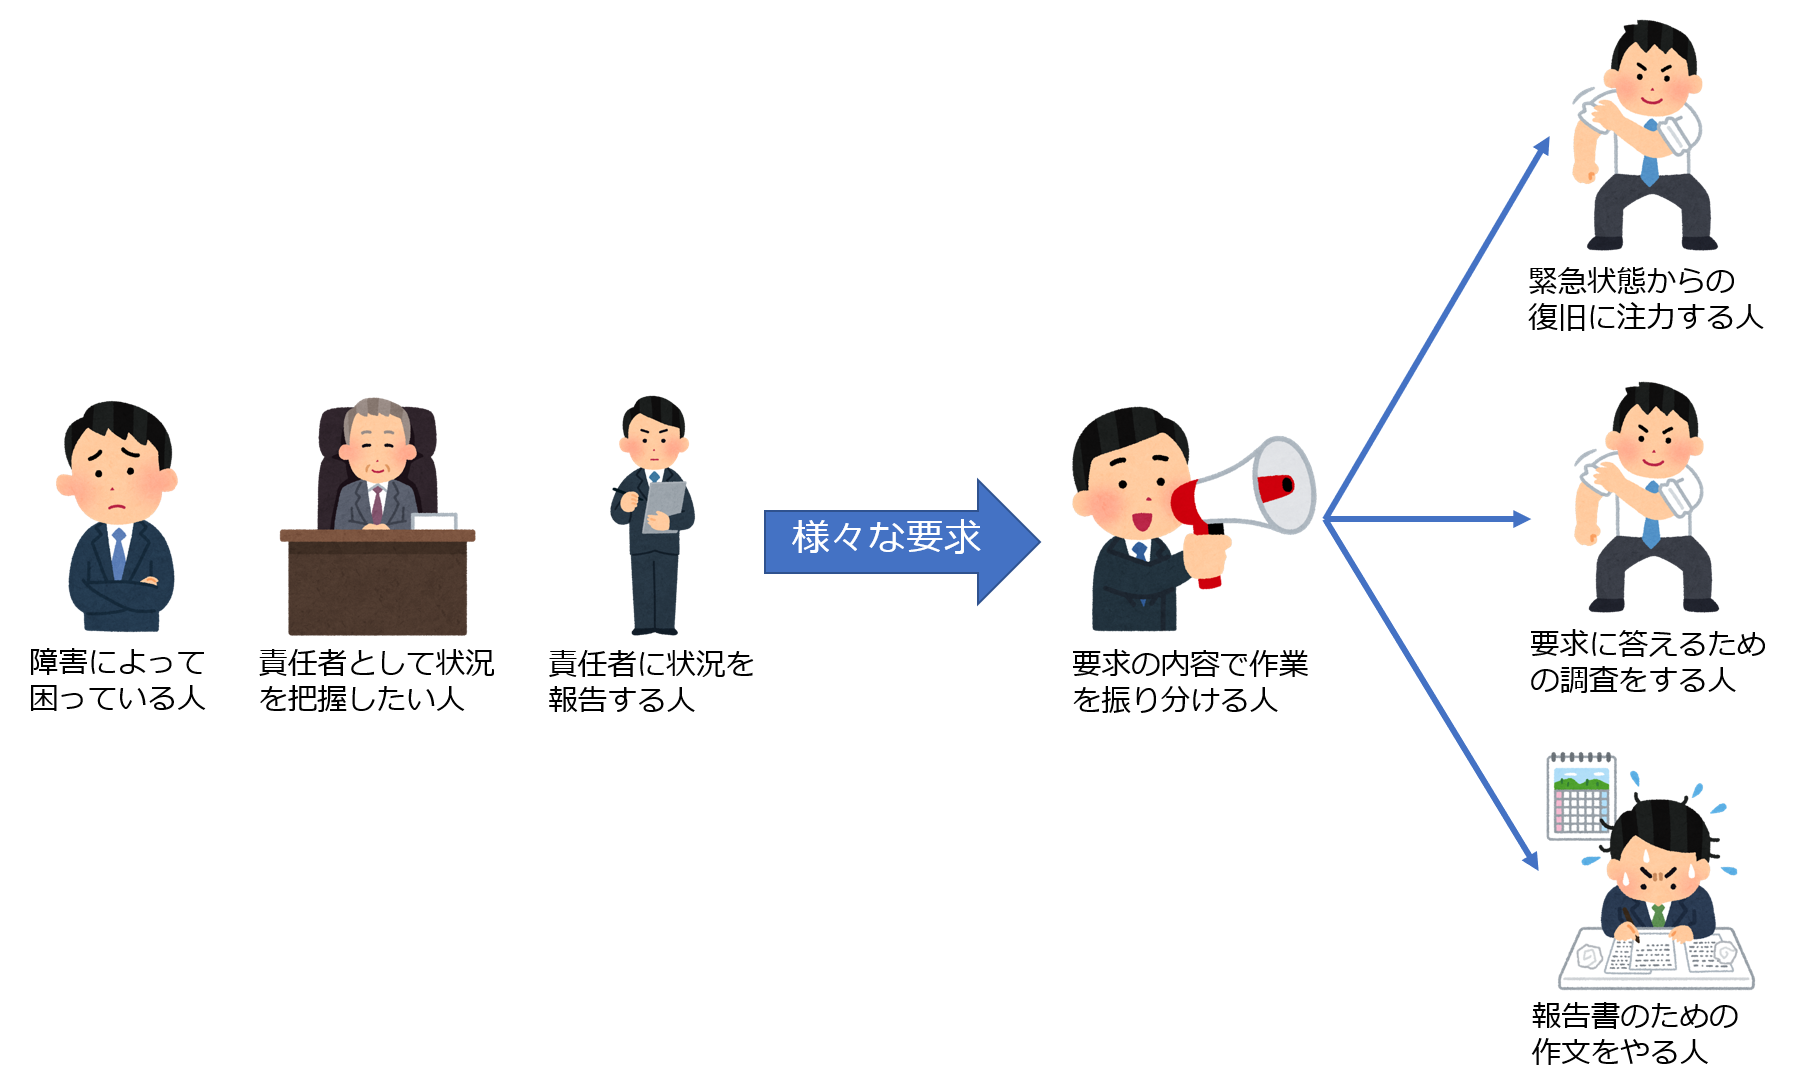 障害によって
困っている人
責任者として状況
を把握したい人
責任者に状況を
報告する人
様々な要求
要求の内容で作業
を振り分ける人
緊急状態からの
復旧に注力する人
要求に答えるため
の調査をする人
報告書のための
作文をやる人